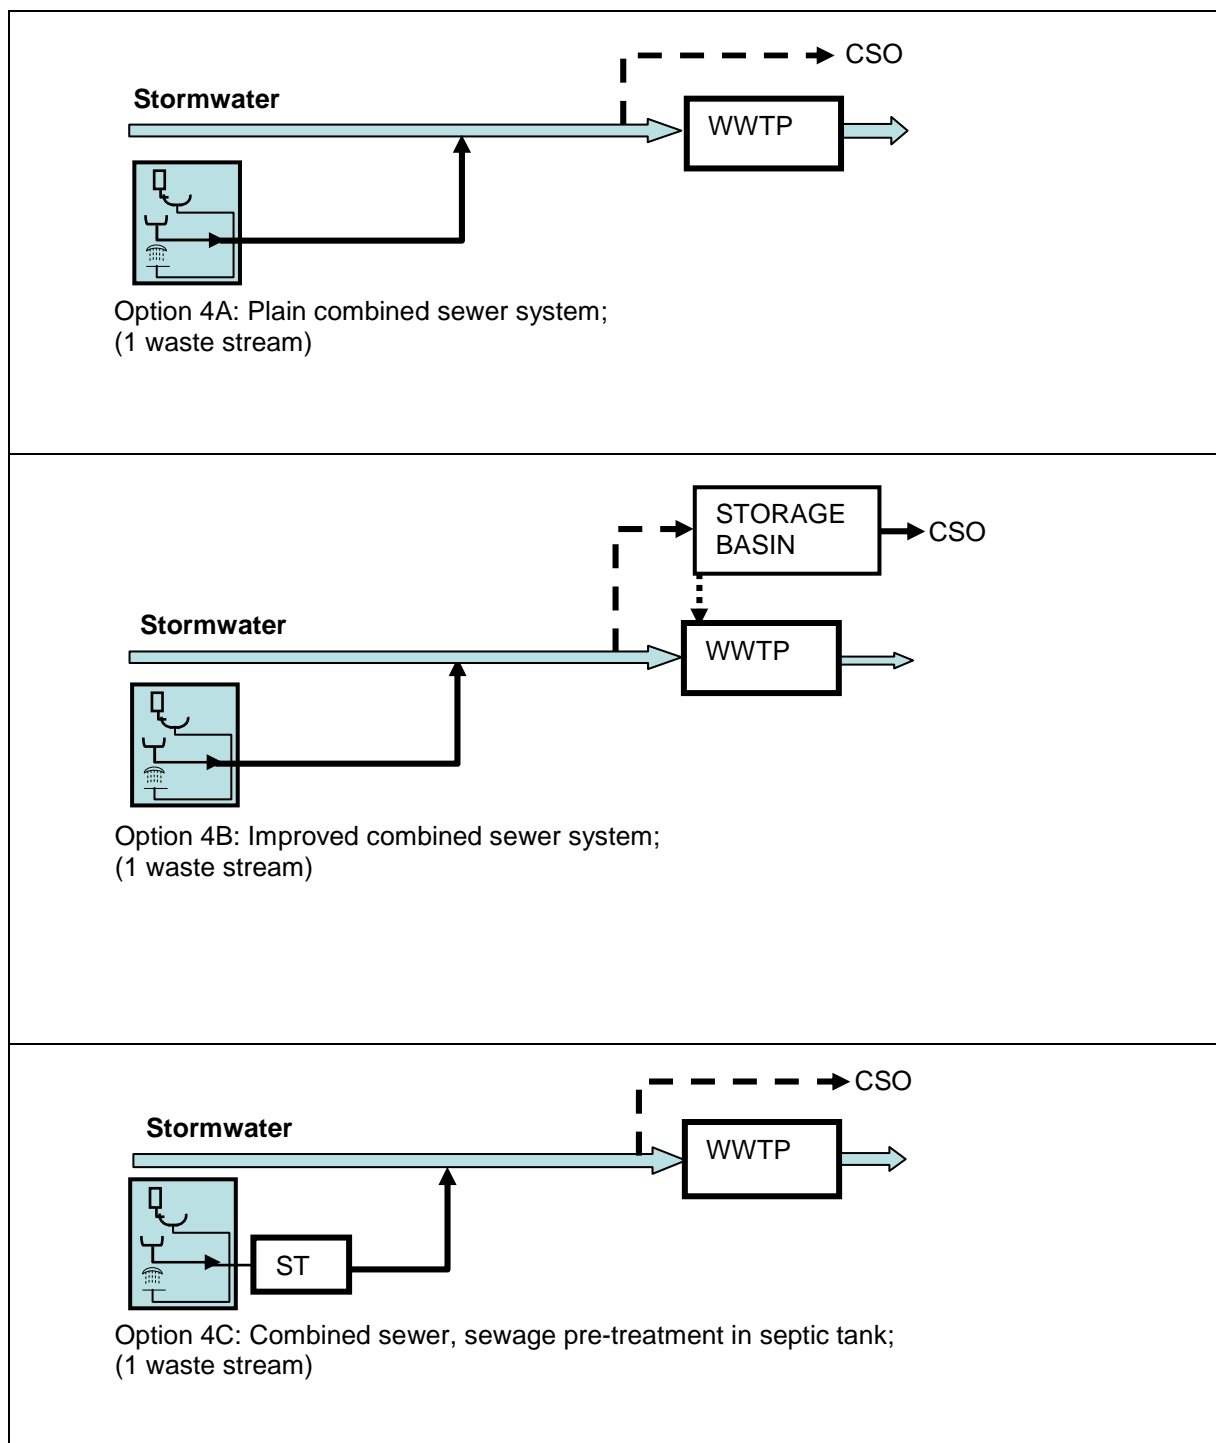 CSO
Stormwater
WWTP
Option 4A: Plain combined sewer system;
(1 waste stream)
STORAGE
BASIN
CSO
Stormwater
WWTP
Option 4B: Improved combined sewer system;
(1 waste stream)
CSO
Stormwater
WWTP
ST
Option 4C: Combined sewer, sewage pre-treatment in septic tank;
(1 waste stream)